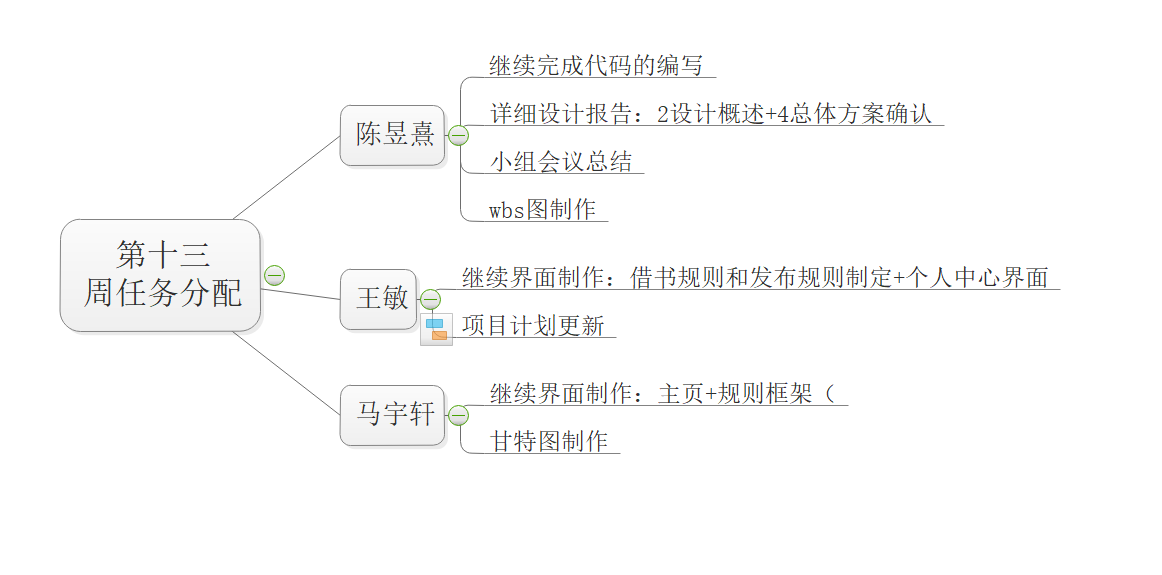 第十三
周任务分配
陈昱熹
继续完成代码的编写
详细设计报告：2设计概述+4总体方案确认
小组会议总结
wbs图制作
王敏
继续界面制作：借书规则和发布规则制定+个人中心界面
项目计划更新
马宇轩
继续界面制作：主页+规则框架（
甘特图制作